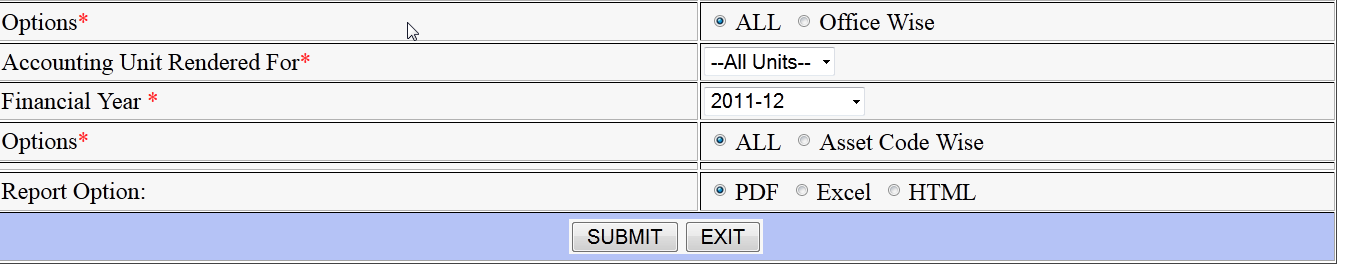 Options* ALL Office Wise
Accounting Unit Rendered For* --All Units--
Financial Year * 2011-12
Options* ALL Asset Code Wise
Report Option: PDF Excel HTML
SUBMIT EXIT